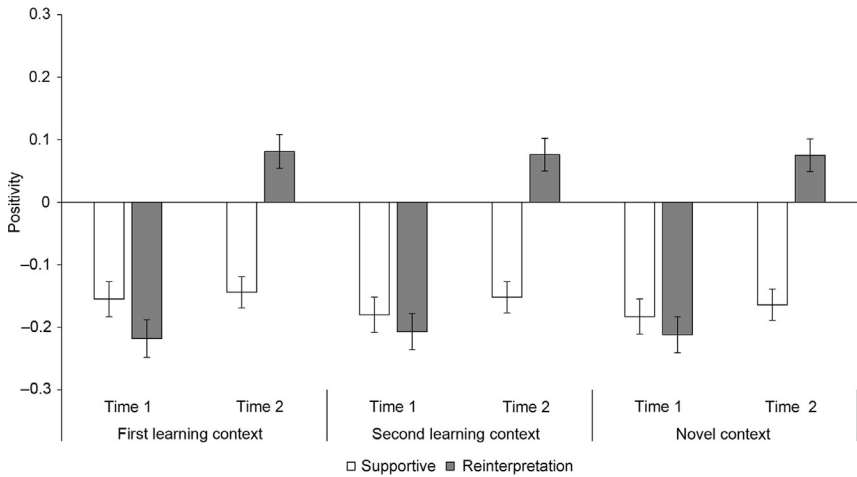 0.3
0.2
0.1
0
–0.1
–0.2
–0.3
Positivity
Time 1 Time 2 Time 1 Time 2 Time 1 Time 2
First learning context Second learning context Novel context
Supportive Reinterpretation